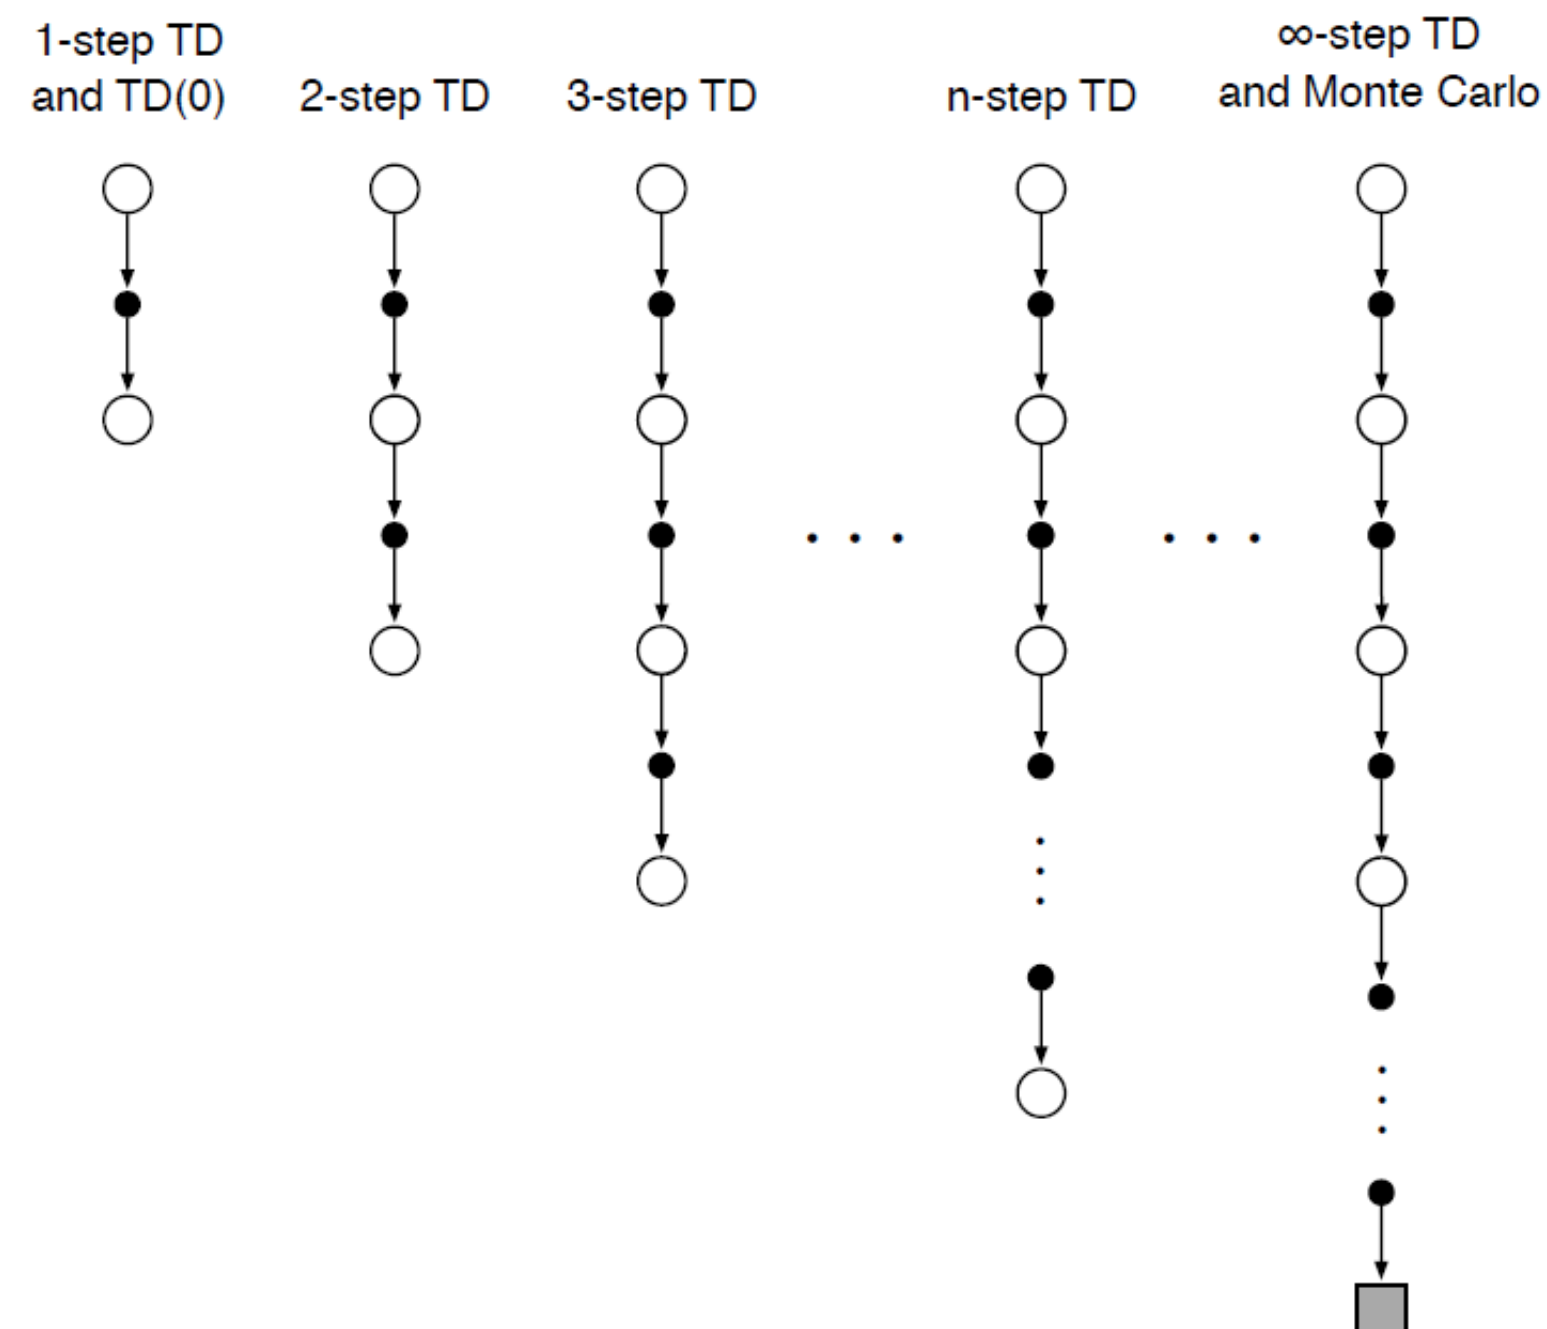 1-step TD
and TD(0)
2-step TD
3-step TD
n-step TD
∞-step TD
and Monte Carlo